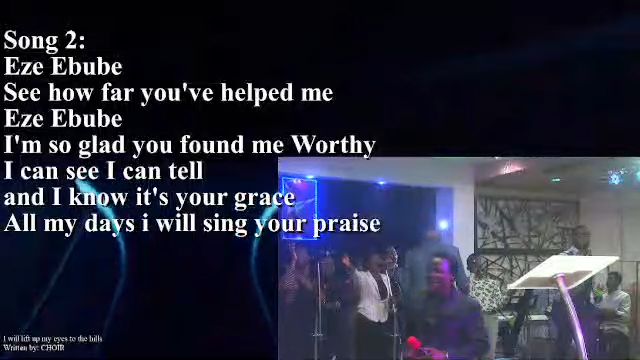 Song 2:
Eze Ebube
See how far you've helped me
Eze Ebube
I'm so glad you found me Worthy
I can see I can tell
and I know it's your grace
All my days i will sing your praise
I will lift up my eyes to the hills
Written by: CHOIR